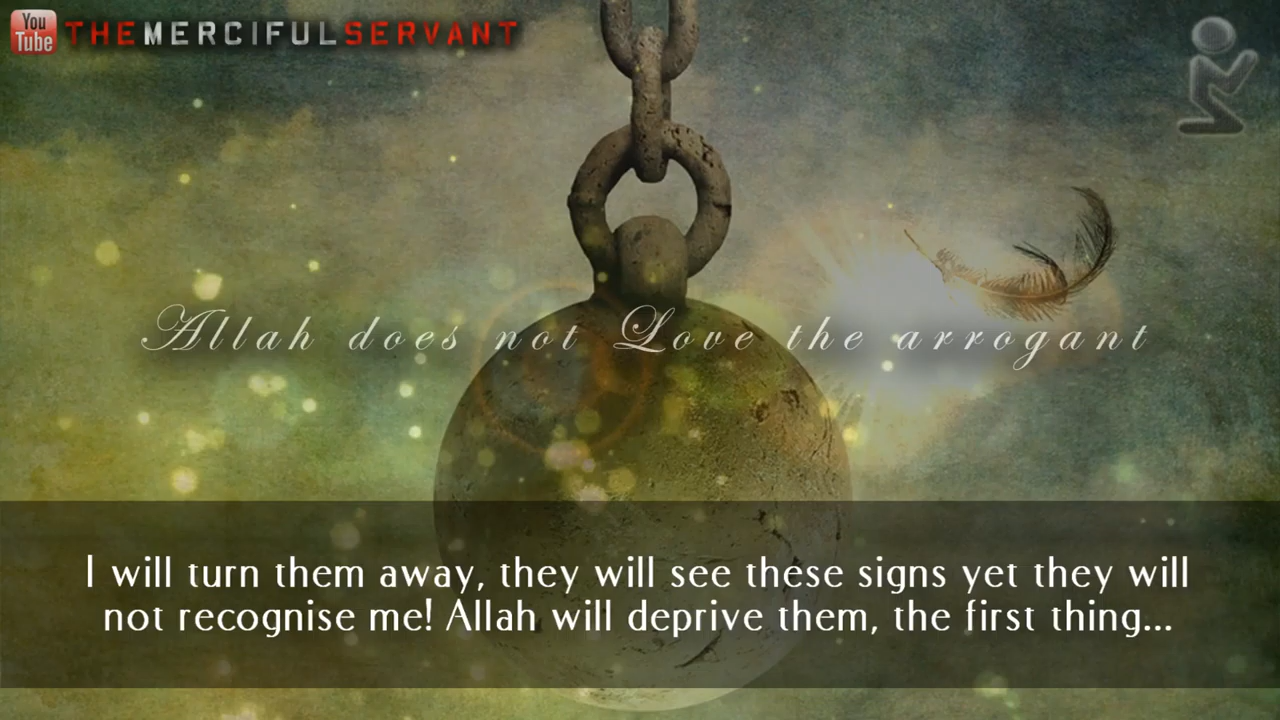 You
Tube
THEMERCIFULSERVANT
Allah does not Love the arrogant
I will turn them away, they will see these signs yet they will
not recognise me! Allah will deprive them, the first thing...